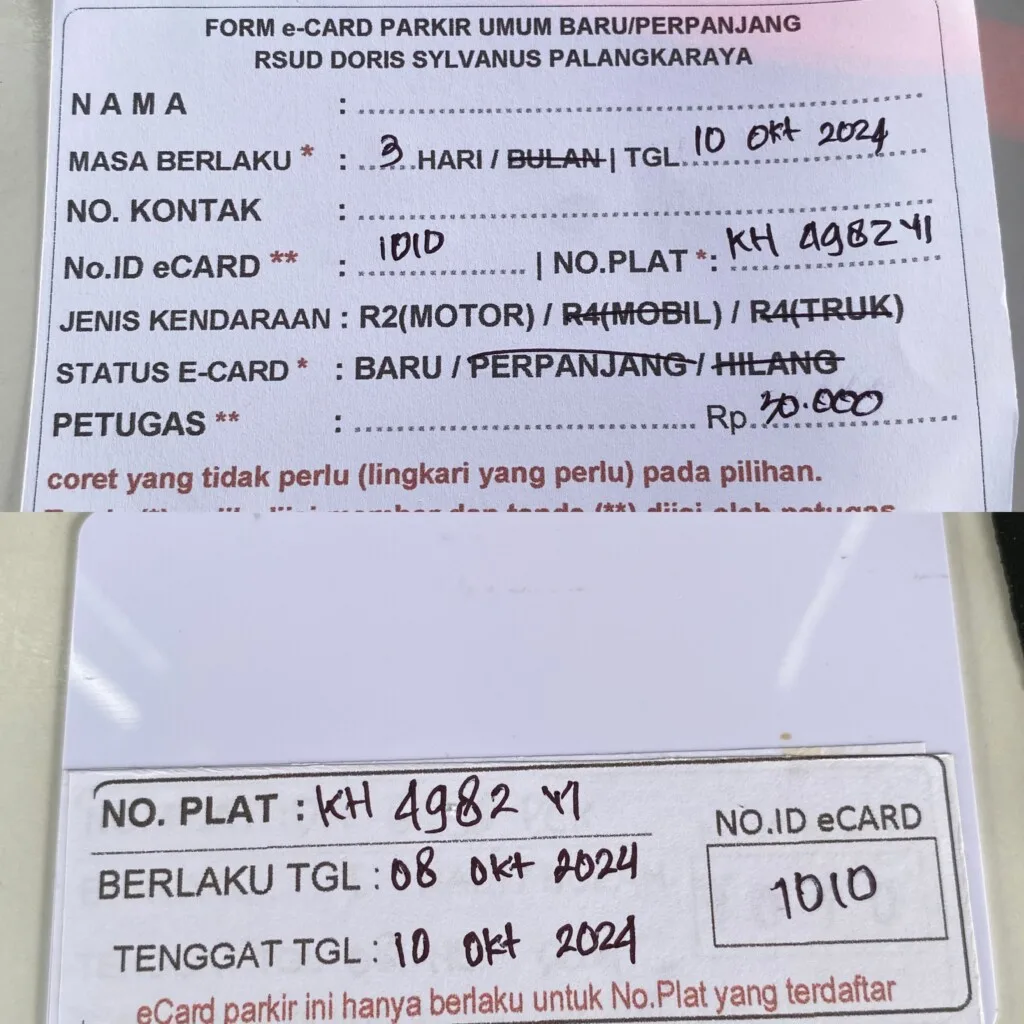 FORM e-CARD PARKIR UMUM BARU/PERPANJANG
RSUD DORIS SYLVANUS PALANGKARAYA
NAMA :
MASA BERLAKU * : 3 HARI / BULAN | TGL. 10 Okt 2024
NO. KONTAK :
No.ID eCARD ** : 1010 | NO.PLAT *: KH 4982 YI
JENIS KENDARAAN : R2(MOTOR) / R4(MOBIL) / R4(TRUK)
STATUS E-CARD * : BARU / PERPANJANG / HILANG
PETUGAS ** : Rp. 30.000
coret yang tidak perlu (lingkari yang perlu) pada pilihan.
NO. PLAT : KH 4982 YI
BERLAKU TGL : 08 Okt 2024
TENGGAT TGL : 10 Okt 2024
NO.ID eCARD
1010
eCard parkir ini hanya berlaku untuk No.Plat yang terdaftar